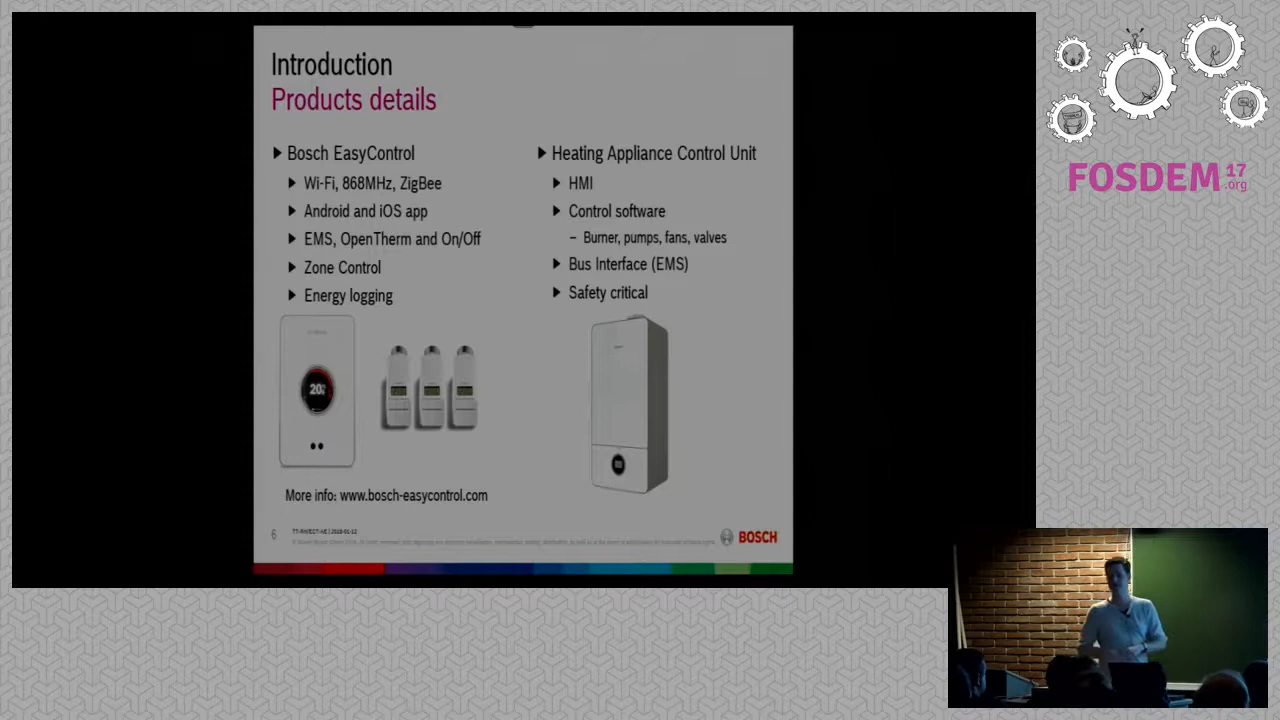 Introduction
Products details
Bosch EasyControl
Wi-Fi, 868MHz, ZigBee
Android and iOS app
EMS, OpenTherm and On/Off
Zone Control
Energy logging
Heating Appliance Control Unit
HMI
Control software
– Burner, pumps, fans, valves
Bus Interface (EMS)
Safety critical
20
More info: www.bosch-easycontrol.com
6
BOSCH
FOSDEM 17
.org